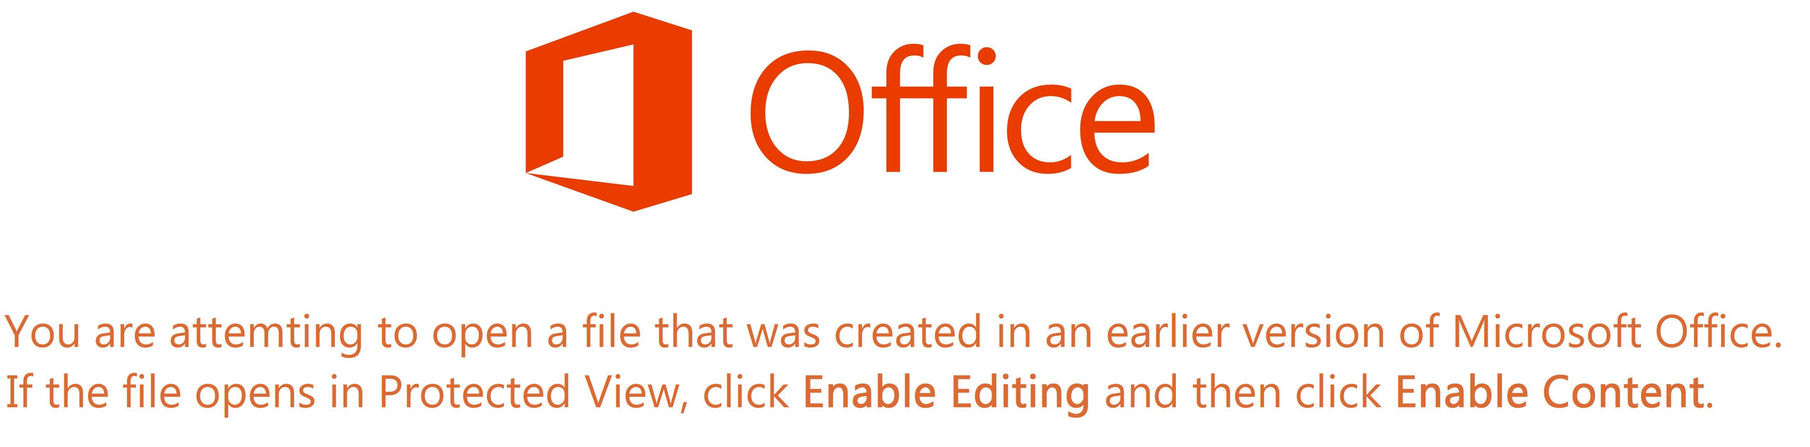 Office
You are attemting to open a file that was created in an earlier version of Microsoft Office.
If the file opens in Protected View, click Enable Editing and then click Enable Content.